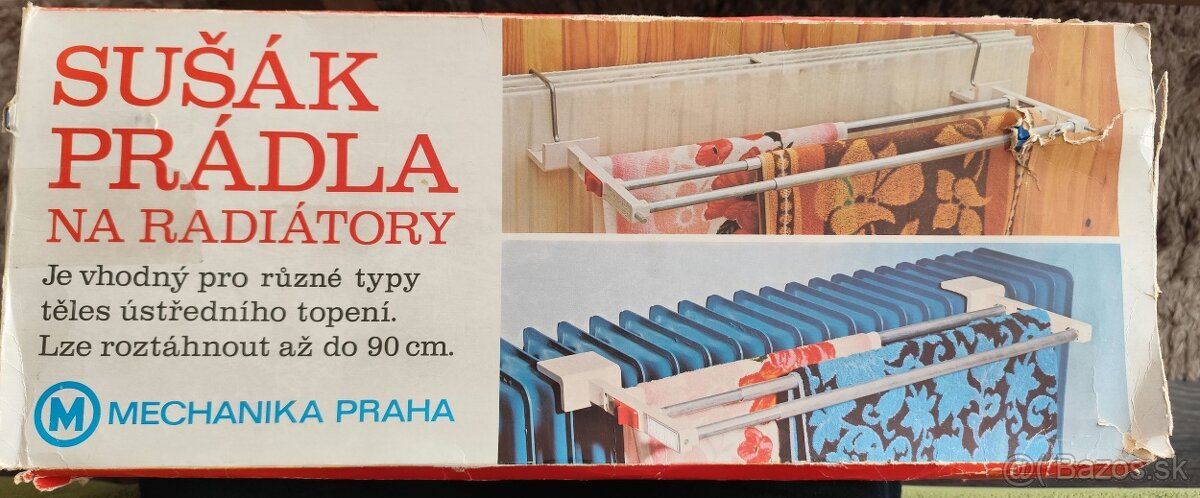 SUŠÁK
PRÁDLA
NA RADIÁTORY
Je vhodný pro různé typy
těles ústředního topení.
Lze roztáhnout až do 90 cm.
M MECHANIKA PRAHA
Bazos.sk